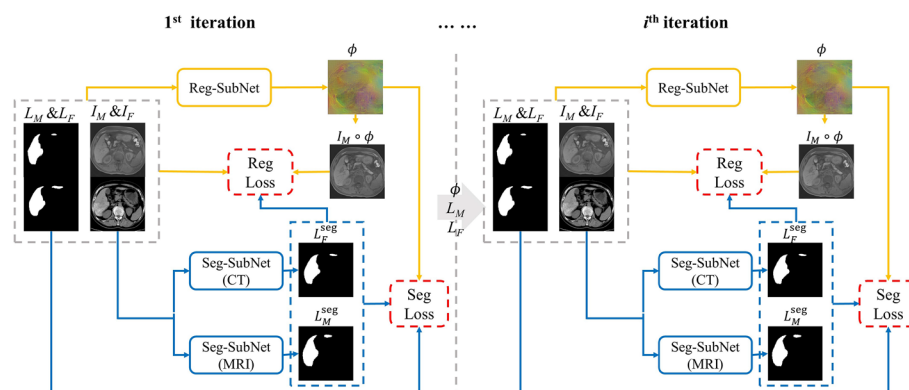 1st iteration
… …
ith iteration
ϕ
Reg-SubNet
L_M &L_F
I_M &I_F
I_M ∘ ϕ
Reg
Loss
L_F^seg
Seg-SubNet
(CT)
Seg
Loss
L_M^seg
Seg-SubNet
(MRI)
ϕ
L_M
L_F
ϕ
Reg-SubNet
L_M &L_F
I_M &I_F
I_M ∘ ϕ
Reg
Loss
L_F^seg
Seg-SubNet
(CT)
Seg
Loss
L_M^seg
Seg-SubNet
(MRI)